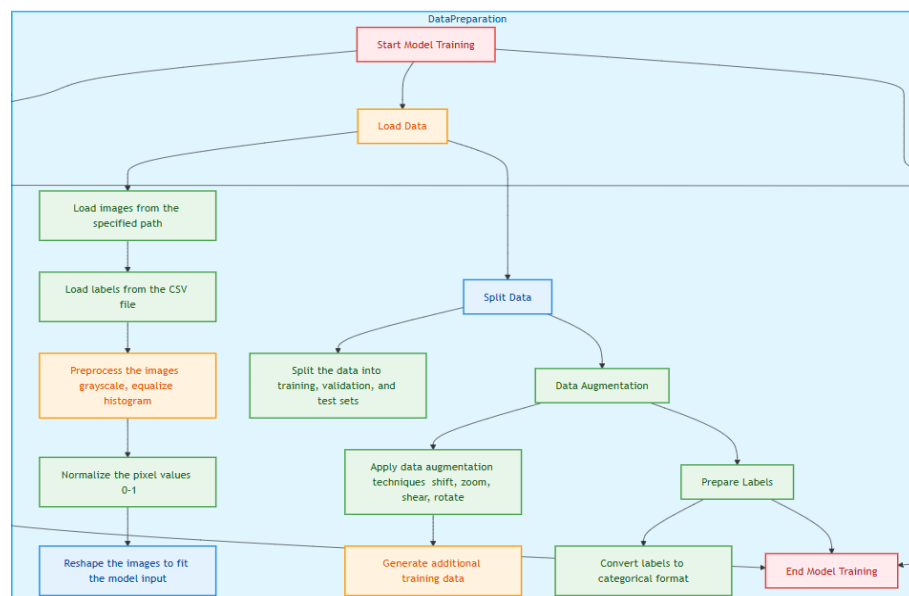 DataPreparation
Start Model Training
Load Data
Load images from the
specified path
Load labels from the CSV
file
Split Data
Preprocess the images
grayscale, equalize
histogram
Split the data into
training, validation, and
test sets
Data Augmentation
Normalize the pixel values
0-1
Apply data augmentation
techniques shift, zoom,
shear, rotate
Prepare Labels
Reshape the images to fit
the model input
Generate additional
training data
Convert labels to
categorical format
End Model Training